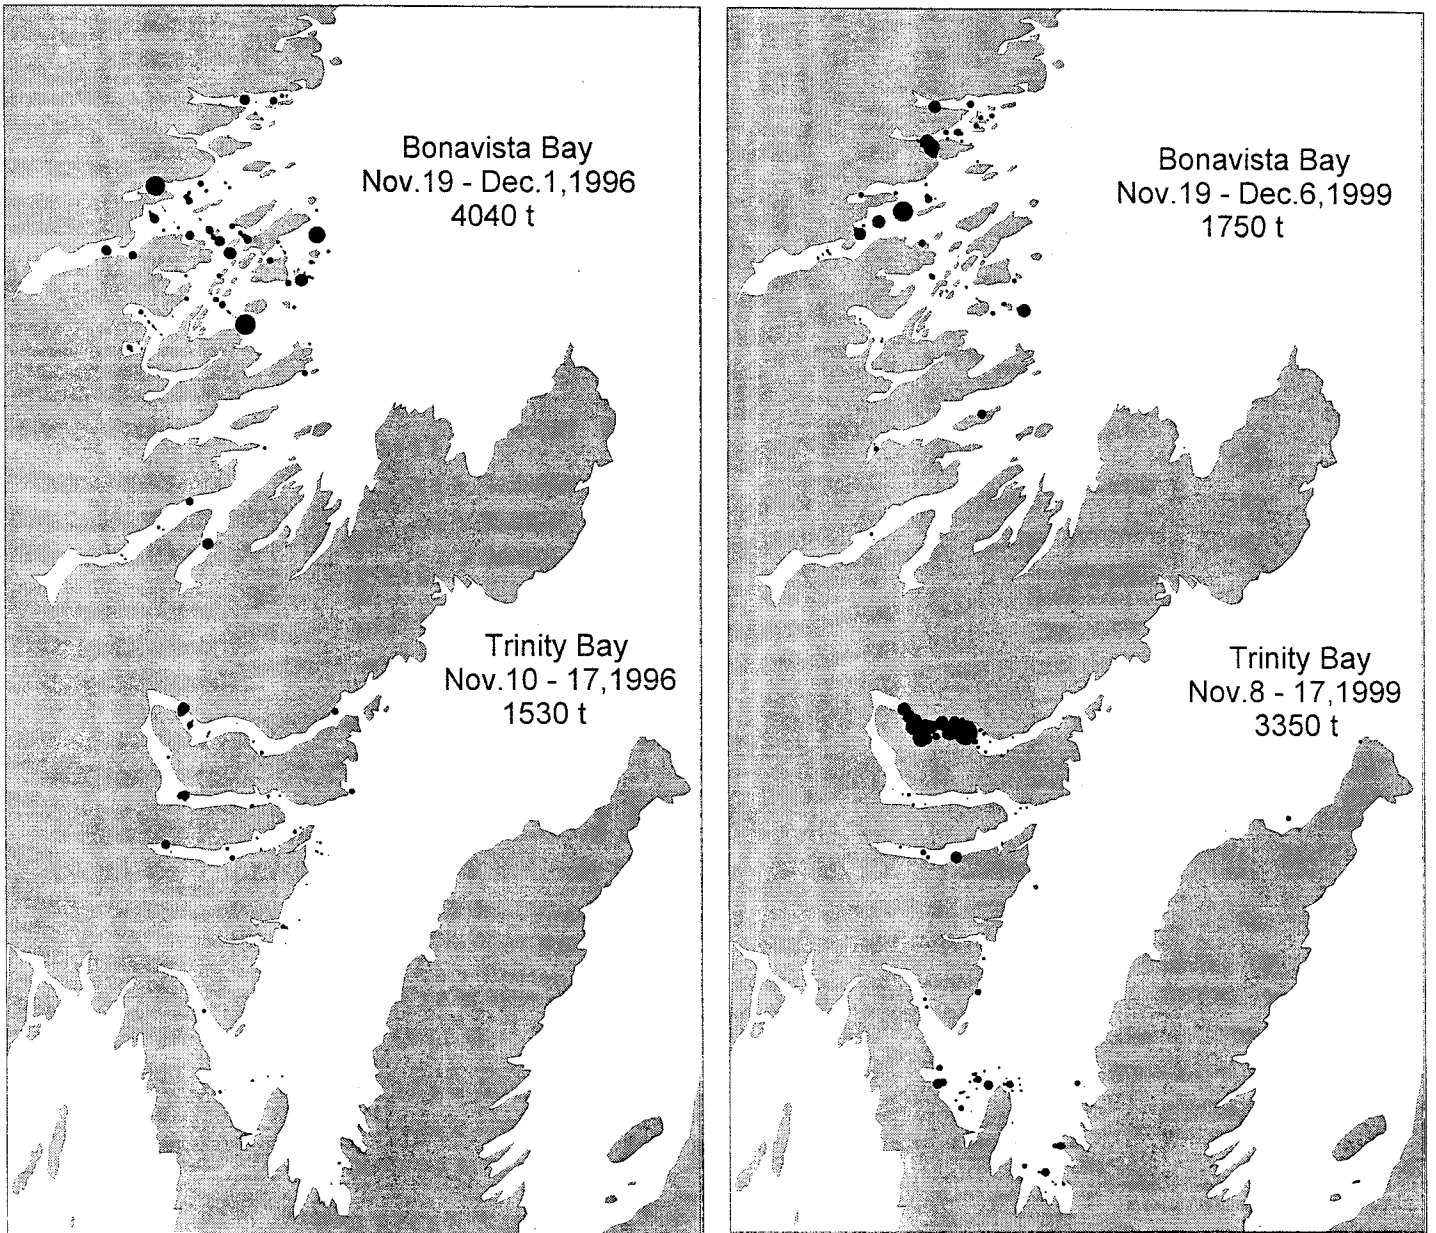 Bonavista Bay
Nov.19 - Dec.1,1996
4040 t
Trinity Bay
Nov.10 - 17,1996
1530 t
Bonavista Bay
Nov.19 - Dec.6,1999
1750 t
Trinity Bay
Nov.8 - 17,1999
3350 t